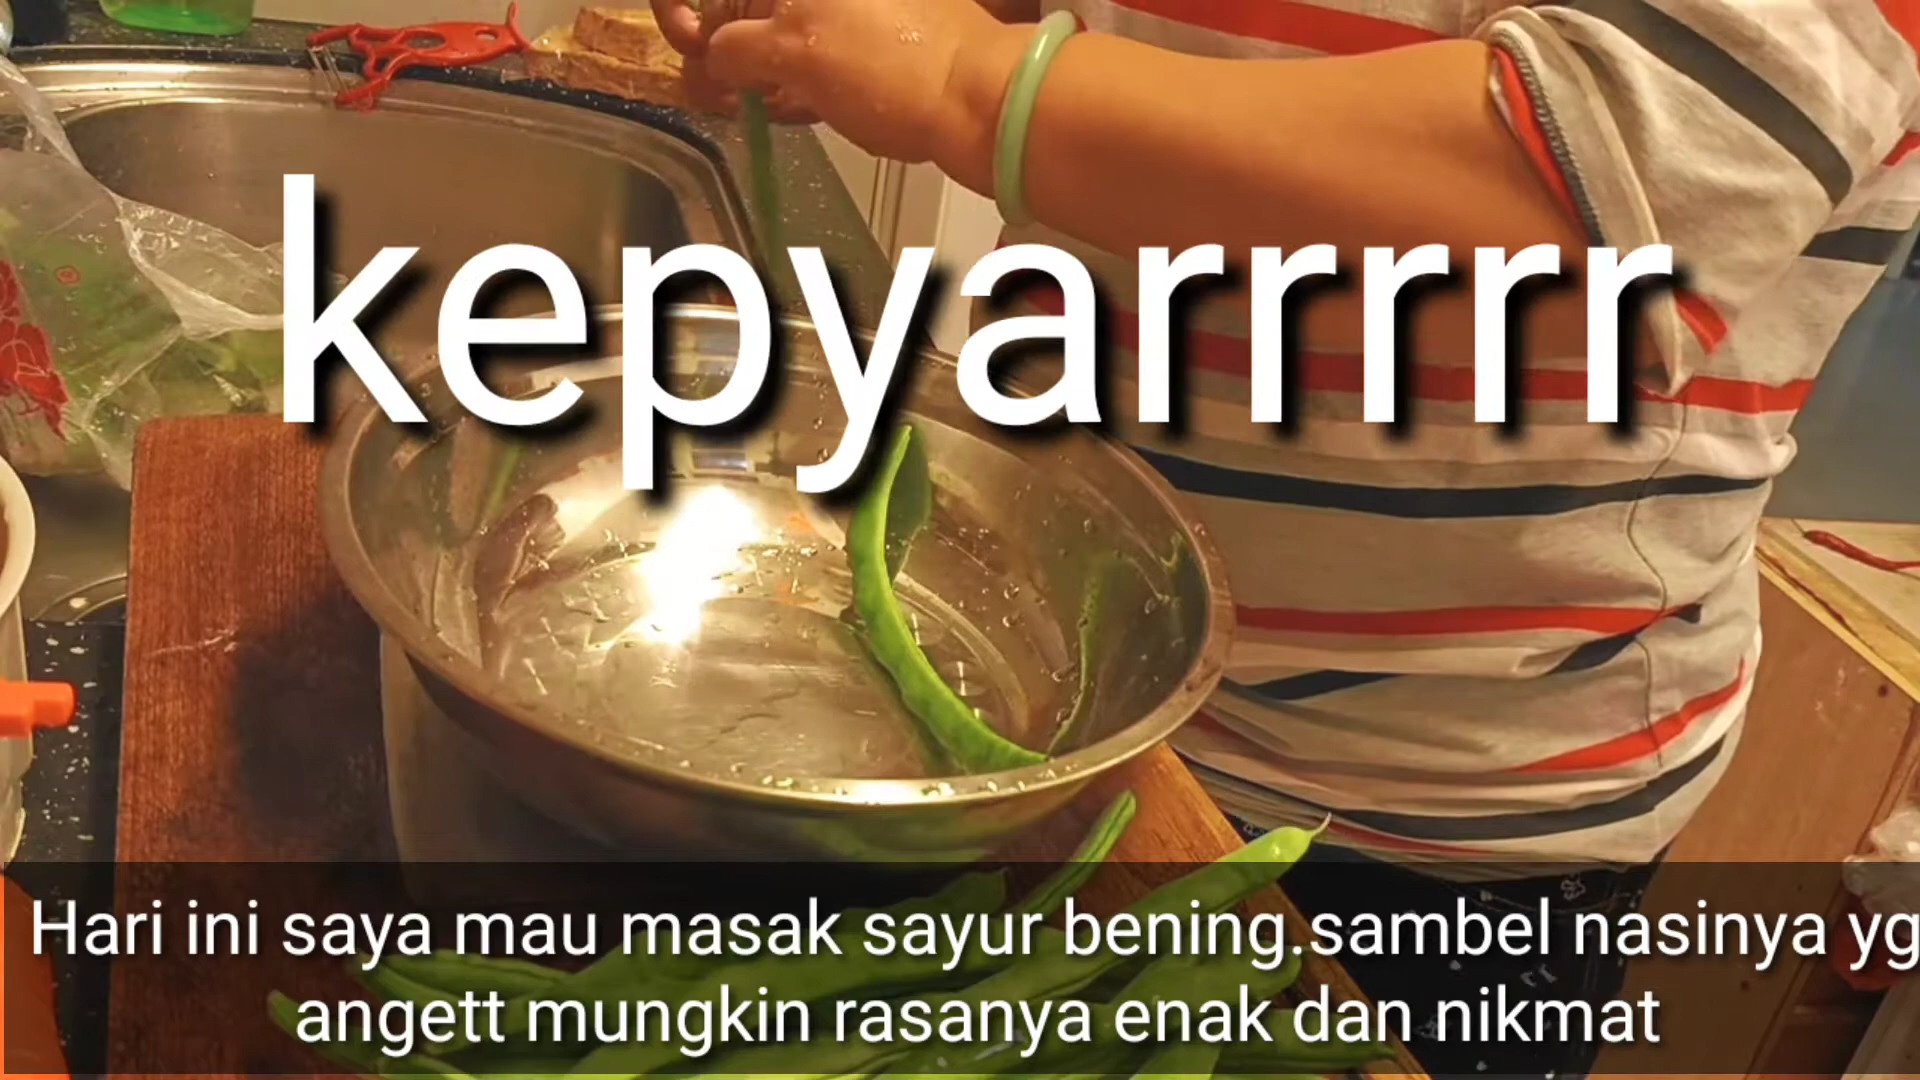 kepyarrrrr
Hari ini saya mau masak sayur bening.sambel nasinya yg
angett mungkin rasanya enak dan nikmat